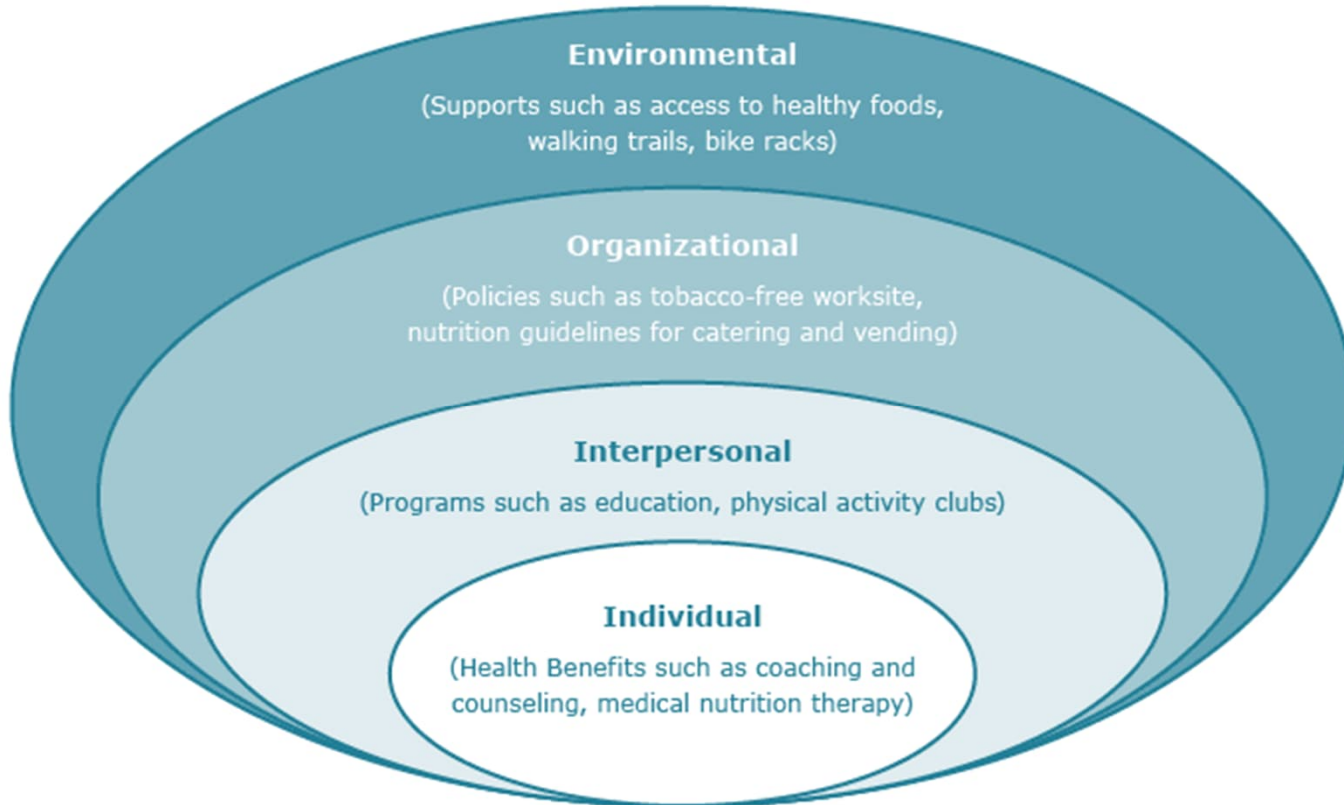 Environmental
(Supports such as access to healthy foods,
walking trails, bike racks)
Organizational
(Policies such as tobacco-free worksite,
nutrition guidelines for catering and vending)
Interpersonal
(Programs such as education, physical activity clubs)
Individual
(Health Benefits such as coaching and
counseling, medical nutrition therapy)